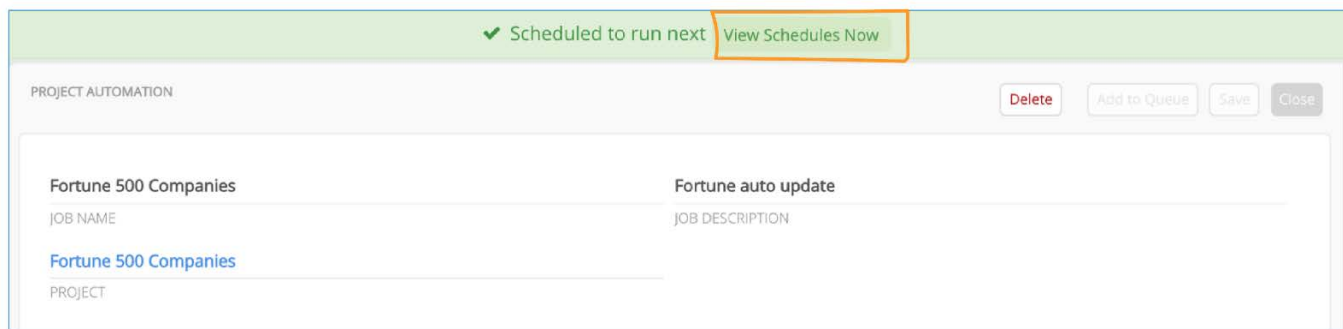 ✔ Scheduled to run next View Schedules Now
PROJECT AUTOMATION Delete Add to Queue Save Close
Fortune 500 Companies Fortune auto update
JOB NAME JOB DESCRIPTION
Fortune 500 Companies
PROJECT